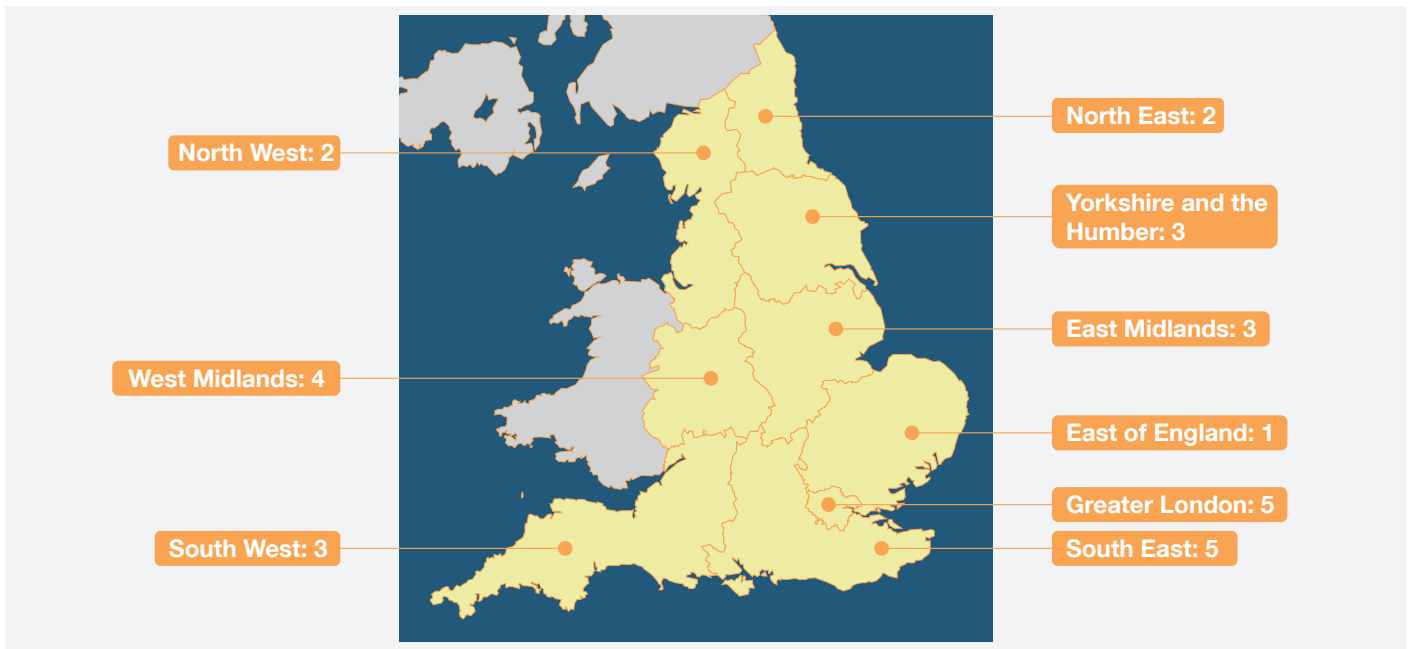 North West: 2
West Midlands: 4
South West: 3
North East: 2
Yorkshire and the
Humber: 3
East Midlands: 3
East of England: 1
Greater London: 5
South East: 5